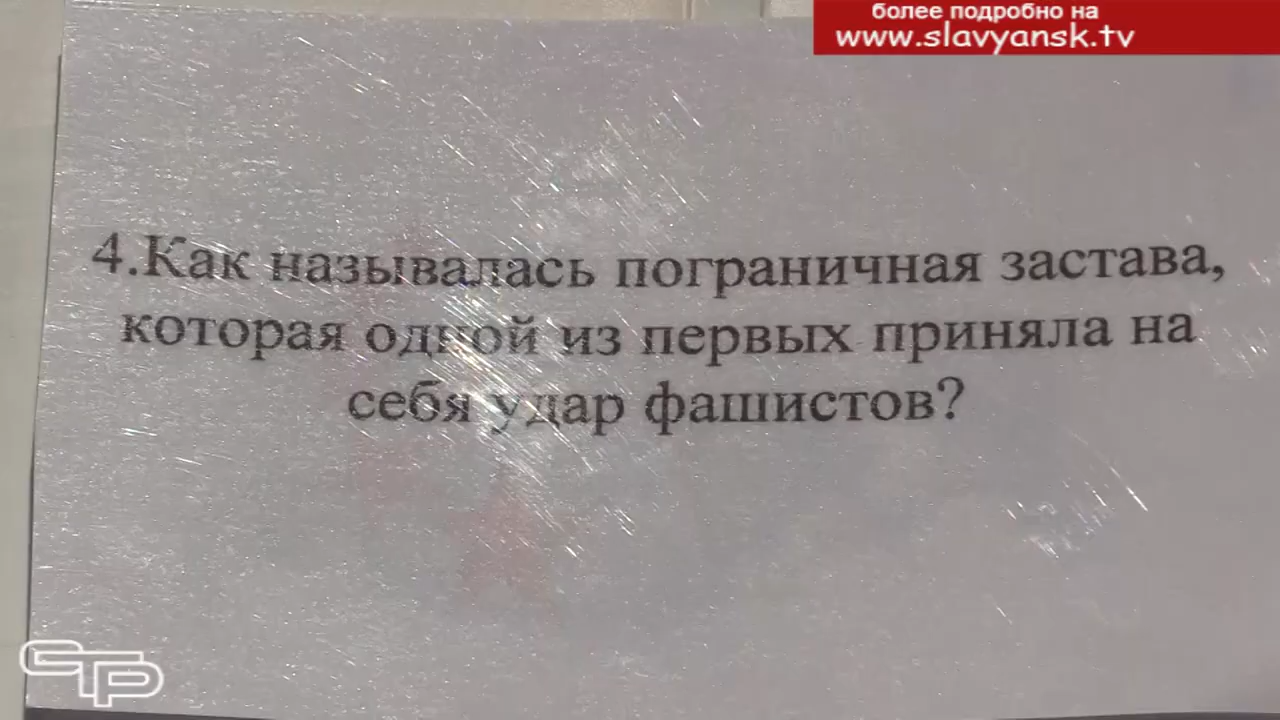 более подробно на
www.slavyansk.tv
4.Как называлась пограничная застава,
которая одной из первых приняла на
себя удар фашистов?
СТР